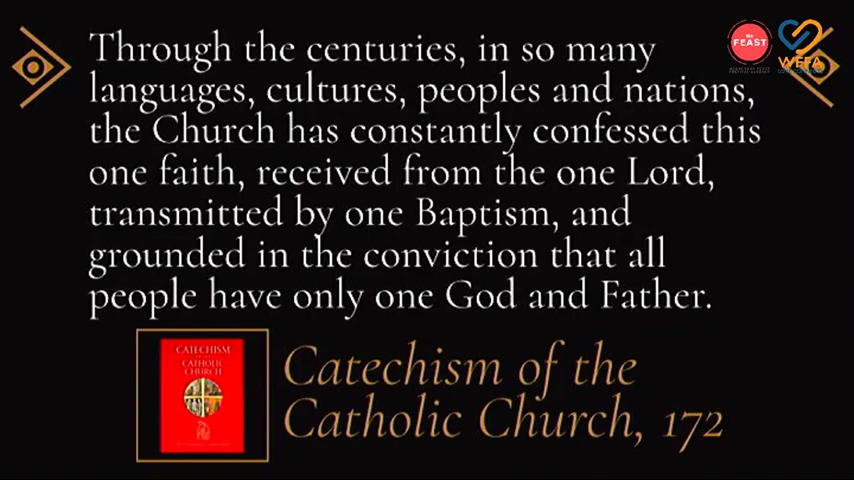 Through the centuries, in so many
languages, cultures, peoples and nations,
the Church has constantly confessed this
one faith, received from the one Lord,
transmitted by one Baptism, and
grounded in the conviction that all
people have only one God and Father.
FEAST
CATECHISM
CATHOLIC
CHURCH
Catechism of the
Catholic Church, 172